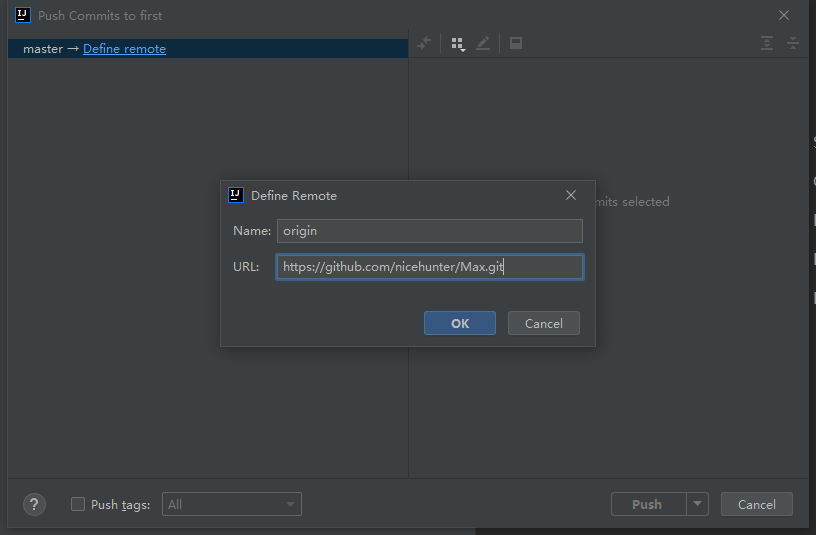 Push Commits to first
master → Define remote
mits selected
Define Remote
Name: origin
URL: https://github.com/nicehunter/Max.git
OK Cancel
? Push tags: All Push Cancel